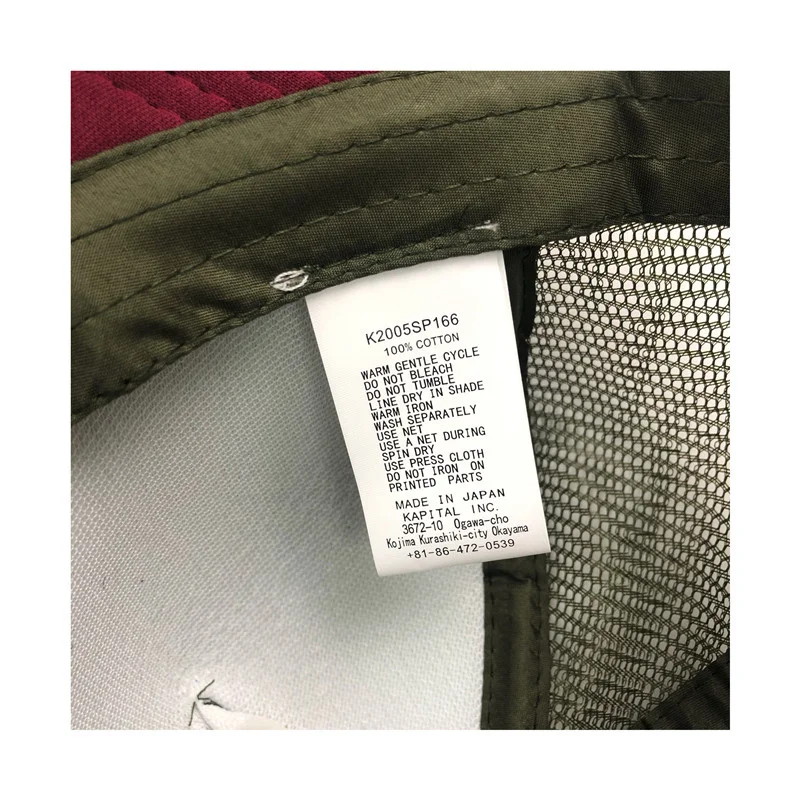 K2005SP166
100% COTTON
WARM GENTLE CYCLE
DO NOT BLEACH
DO NOT TUMBLE
LINE DRY IN SHADE
WARM IRON
WASH SEPARATELY
USE NET
USE A NET DURING
SPIN DRY
USE PRESS CLOTH
DO NOT IRON ON
PRINTED PARTS
MADE IN JAPAN
KAPITAL INC.
3672-10 Ogawa-cho
Kojima Kurashiki-city Okayama
+81-86-472-0539